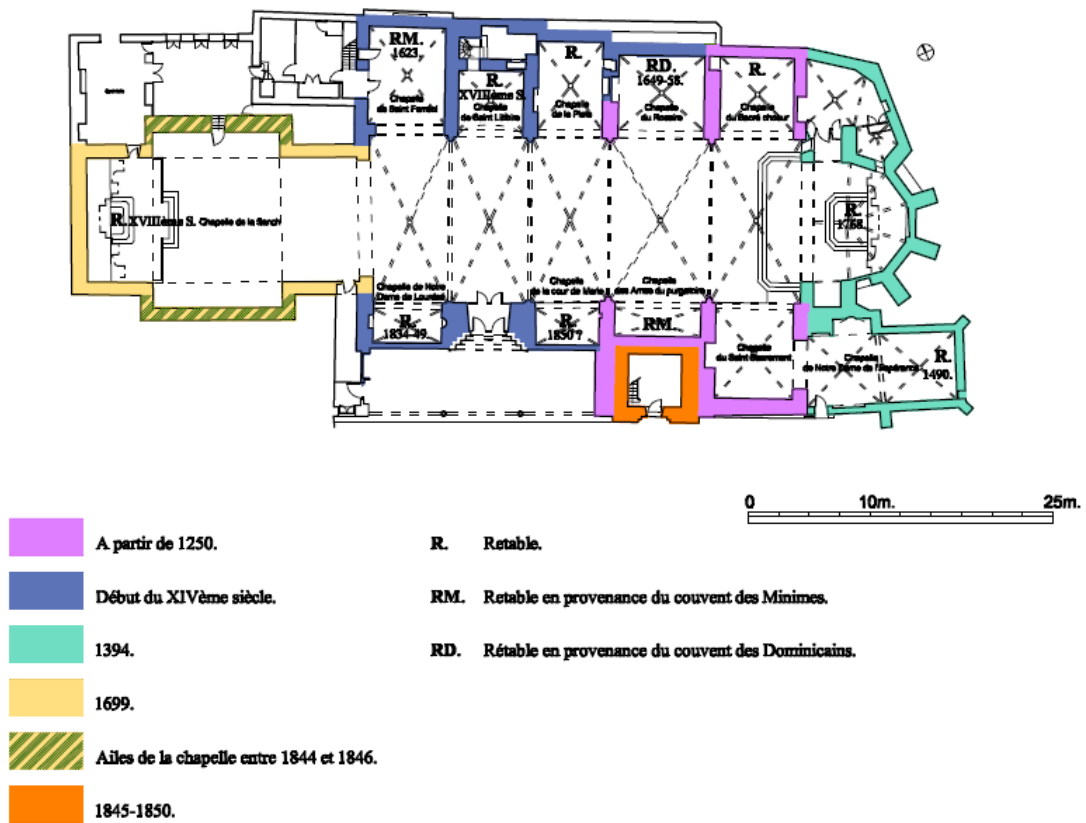 RM.
1623.
Chapelle
de Saint Ferréol
R.
XVIIème S.
Chapelle
de Saint Litàire
R.
Chapelle
de la Pieta
RD.
1649-58.
Chapelle
du Rosaire
R.
Chapelle
du Sacré choeur
R. XVIIIème S. Chapelle de la Sanch
R.
1768.
Chapelle de Notre
Dame de Lourdes
R.
1834-49.
Chapelle
de la cour de Marie
R.
1850 ?
Chapelle
des Ames du purgatoire
RM.
Chapelle
du Saint Sacrement
Chapelle
de Notre Dame de l'Espérance
R.
1490.
0 10m. 25m.
A partir de 1250.
Début du XIVème siècle.
1394.
1699.
Ailes de la chapelle entre 1844 et 1846.
1845-1850.
R. Retable.
RM. Retable en provenance du couvent des Minimes.
RD. Rétable en provenance du couvent des Dominicains.